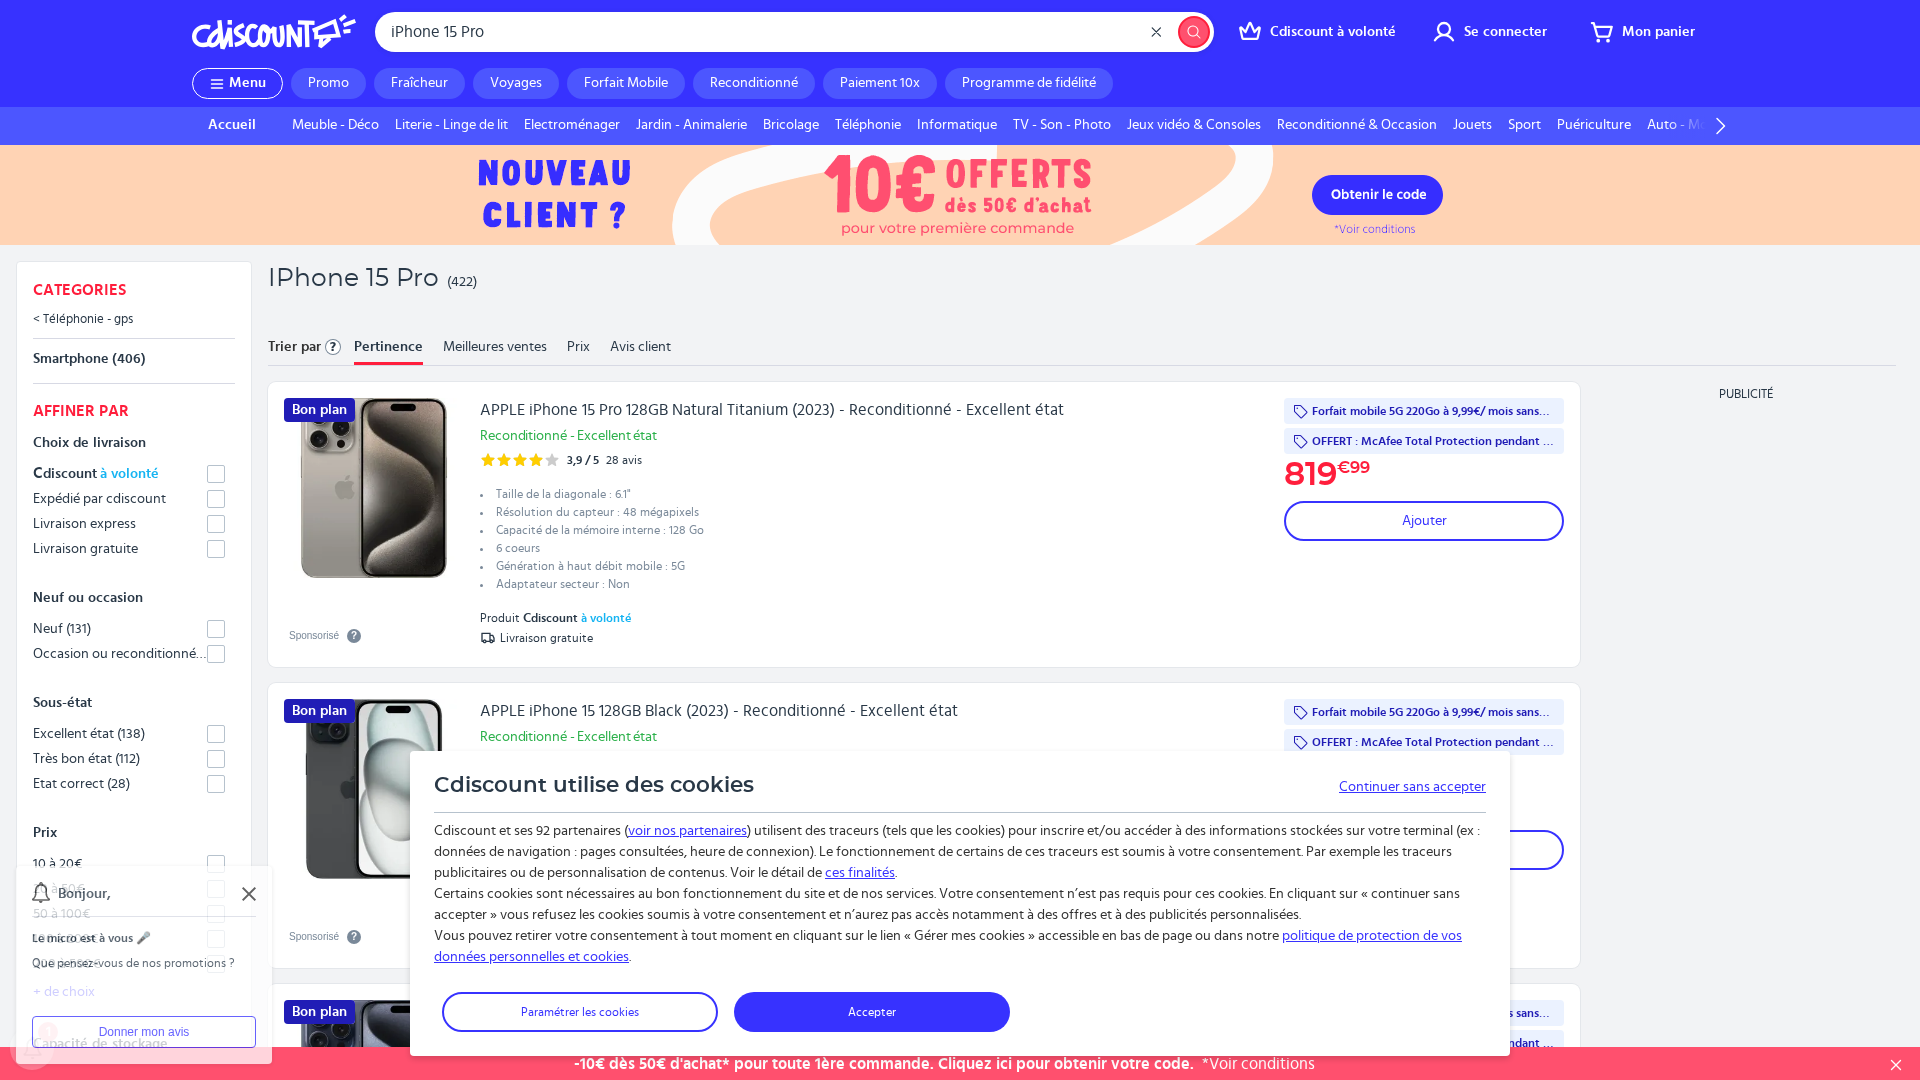 cdiscount
iPhone 15 Pro
Cdiscount à volonté
Se connecter
Mon panier
Menu
Promo
Fraîcheur
Voyages
Forfait Mobile
Reconditionné
Paiement 10x
Programme de fidélité
Accueil
Meuble - Déco
Literie - Linge de lit
Electroménager
Jardin - Animalerie
Bricolage
Téléphonie
Informatique
TV - Son - Photo
Jeux vidéo & Consoles
Reconditionné & Occasion
Jouets
Sport
Puériculture
Auto - Mo
NOUVEAU
CLIENT ?
10€ OFFERTS
dès 50€ d'achat
pour votre première commande
Obtenir le code
*Voir conditions
CATEGORIES
< Téléphonie - gps
Smartphone (406)
AFFINER PAR
Choix de livraison
Cdiscount à volonté
Expédié par cdiscount
Livraison express
Livraison gratuite
Neuf ou occasion
Neuf (131)
Occasion ou reconditionné...
Sous-état
Excellent état (138)
Très bon état (112)
Etat correct (28)
Prix
10 à 20€
50 à 100€
+ de choix
Capacité de stockage
Bonjour,
Le micro est à vous 🎤
Que pensez-vous de nos promotions ?
Donner mon avis
IPhone 15 Pro (422)
Trier par ?
Pertinence
Meilleures ventes
Prix
Avis client
Bon plan
Sponsorisé ?
APPLE iPhone 15 Pro 128GB Natural Titanium (2023) - Reconditionné - Excellent état
Reconditionné - Excellent état
3,9 / 5 28 avis
• Taille de la diagonale : 6.1"
• Résolution du capteur : 48 mégapixels
• Capacité de la mémoire interne : 128 Go
• 6 coeurs
• Génération à haut débit mobile : 5G
• Adaptateur secteur : Non
Produit Cdiscount à volonté
Livraison gratuite
Forfait mobile 5G 220Go à 9,99€/ mois sans...
OFFERT : McAfee Total Protection pendant ...
819€99
Ajouter
PUBLICITÉ
Bon plan
Sponsorisé ?
APPLE iPhone 15 128GB Black (2023) - Reconditionné - Excellent état
Reconditionné - Excellent état
Forfait mobile 5G 220Go à 9,99€/ mois sans...
OFFERT : McAfee Total Protection pendant ...
Bon plan
sans...
pendant ...
Cdiscount utilise des cookies
Continuer sans accepter
Cdiscount et ses 92 partenaires (voir nos partenaires) utilisent des traceurs (tels que les cookies) pour inscrire et/ou accéder à des informations stockées sur votre terminal (ex :
données de navigation : pages consultées, heure de connexion). Le fonctionnement de certains de ces traceurs est soumis à votre consentement. Par exemple les traceurs
publicitaires ou de personnalisation de contenus. Voir le détail de ces finalités.
Certains cookies sont nécessaires au bon fonctionnement du site et de nos services. Votre consentement n’est pas requis pour ces cookies. En cliquant sur « continuer sans
accepter » vous refusez les cookies soumis à votre consentement et n’aurez pas accès notamment à des offres et à des publicités personnalisées.
Vous pouvez retirer votre consentement à tout moment en cliquant sur le lien « Gérer mes cookies » accessible en bas de page ou dans notre politique de protection de vos
données personnelles et cookies.
Paramétrer les cookies
Accepter
-10€ dès 50€ d'achat* pour toute 1ère commande. Cliquez ici pour obtenir votre code. *Voir conditions